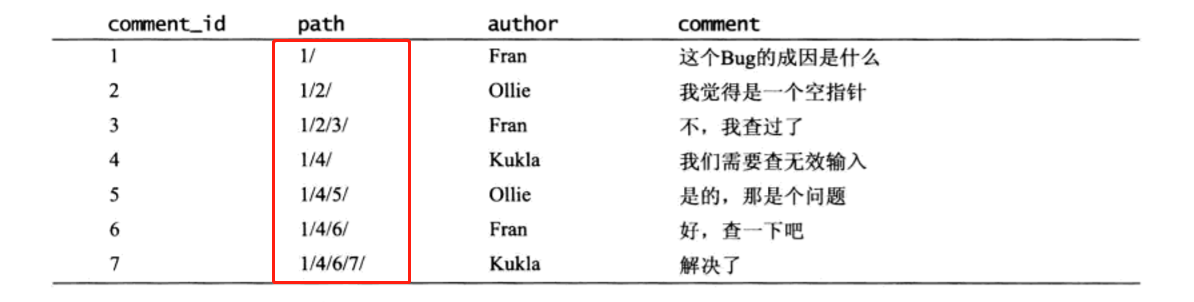 comment_id path author comment
1 1/ Fran 这个Bug的成因是什么
2 1/2/ Ollie 我觉得是一个空指针
3 1/2/3/ Fran 不，我查过了
4 1/4/ Kukla 我们需要查无效输入
5 1/4/5/ Ollie 是的，那是个问题
6 1/4/6/ Fran 好，查一下吧
7 1/4/6/7/ Kukla 解决了